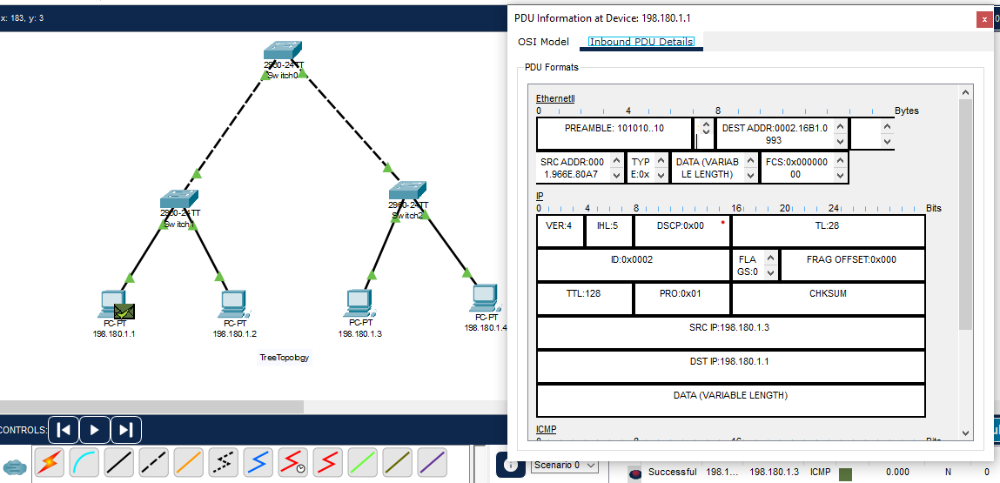 x: 183, y: 3
2960-24TT
Switch0
2960-24TT
Switch1
2960-24TT
Switch2
PC-PT
198.180.1.1
PC-PT
198.180.1.2
PC-PT
198.180.1.3
PC-PT
198.180.1.4
TreeTopology
CONTROLS:
PDU Information at Device: 198.180.1.1
x
OSI Model
Inbound PDU Details
PDU Formats
EthernetII
0 4 8 Bytes
PREAMBLE: 101010..10
DEST ADDR:0002.16B1.0
993
SRC ADDR:000
1.966E.80A7
TYP
E:0x
DATA (VARIAB
LE LENGTH)
FCS:0x000000
00
IP
0 4 8 16 20 24 Bits
VER:4 IHL:5 DSCP:0x00 TL:28
ID:0x0002
FLA
GS:0
FRAG OFFSET:0x000
TTL:128 PRO:0x01 CHKSUM
SRC IP:198.180.1.3
DST IP:198.180.1.1
DATA (VARIABLE LENGTH)
ICMP
Scenario 0
Successful 198.1... 198.180.1.3 ICMP 0.000 N 0